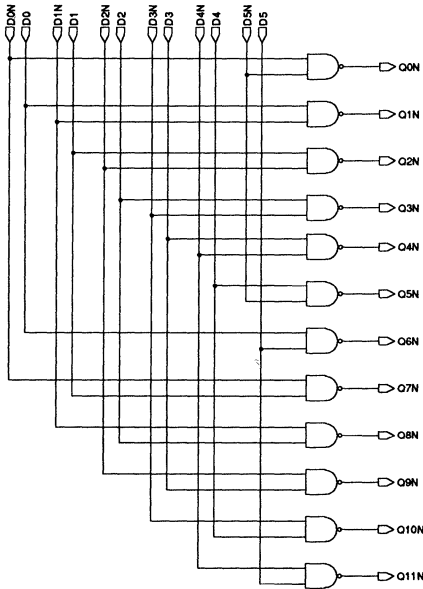 D0N
D0
D1N
D1
D2N
D2
D3N
D3
D4N
D4
D5N
D5
Q0N
Q1N
Q2N
Q3N
Q4N
Q5N
Q6N
Q7N
Q8N
Q9N
Q10N
Q11N